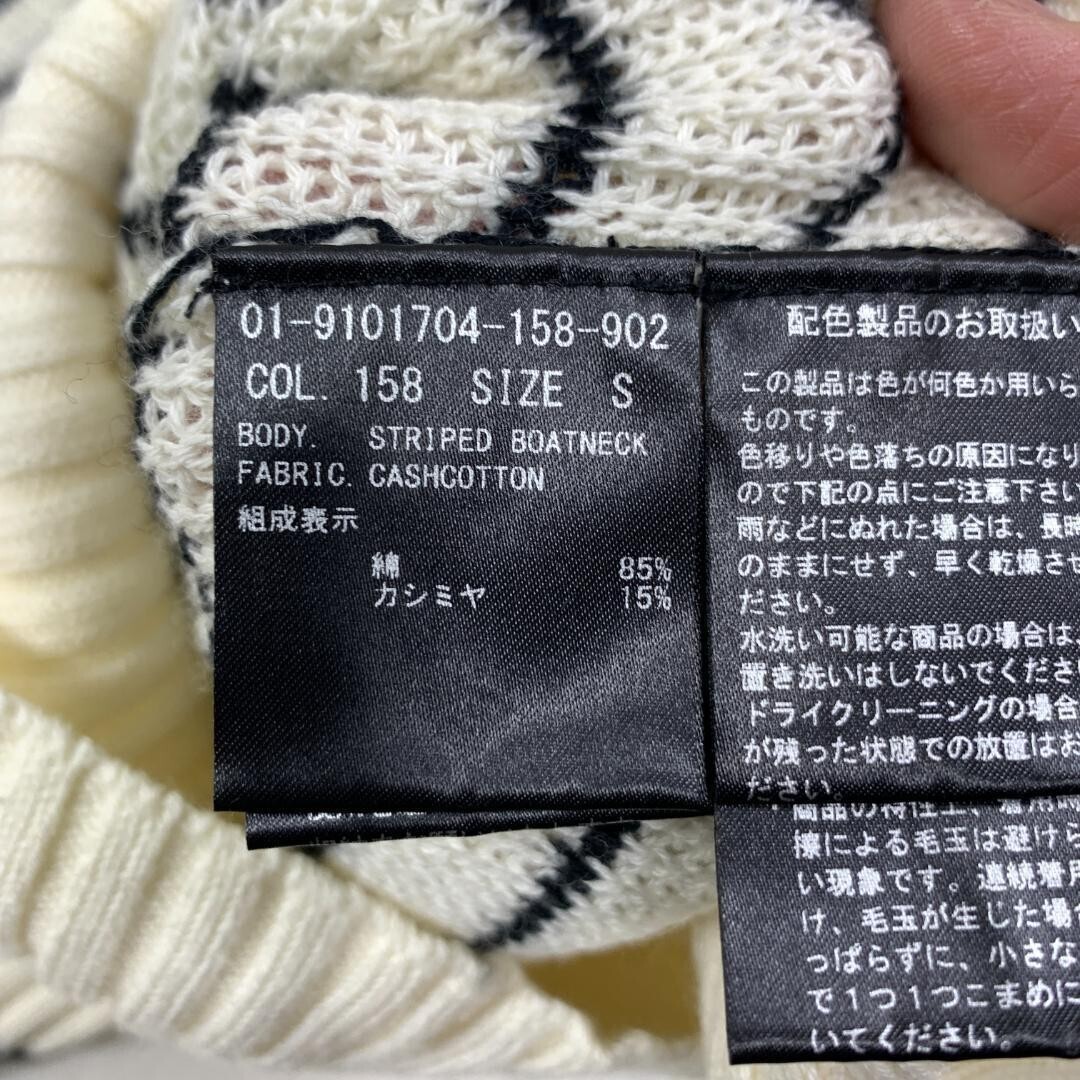 01-9101704-158-902
COL. 158 SIZE S
BODY. STRIPED BOATNECK
FABRIC. CASHCOTTON
組成表示
綿 85%
カシミヤ 15%
配色製品のお取扱い
この製品は色が何色か用いら
ものです。
色移りや色落ちの原因になり
ので下記の点にご注意下さい
雨などにぬれた場合は、長時
のままにせず、早く乾燥させ
ださい。
水洗い可能な商品の場合は、
置き洗いはしないでくださ
ドライクリーニングの場合
が残った状態での放置はお
ださい。
商品の特性上、着用時
擦による毛玉は避けら
い現象です。連続着用
け、毛玉が生じた場合
っぱらずに、小さな
で1つ1つこまめに
いてください。